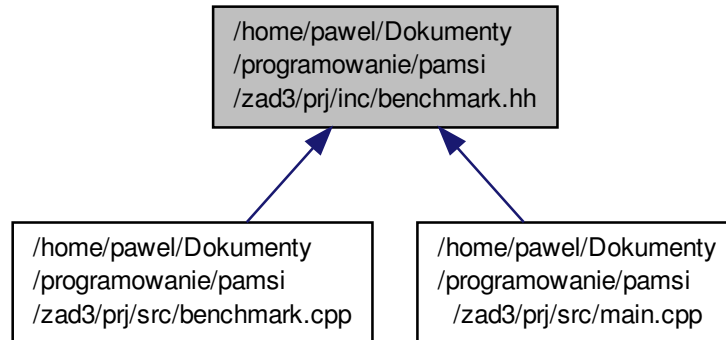 /home/pawel/Dokumenty
/programowanie/pamsi
/zad3/prj/inc/benchmark.hh
/home/pawel/Dokumenty
/programowanie/pamsi
/zad3/prj/src/benchmark.cpp
/home/pawel/Dokumenty
/programowanie/pamsi
/zad3/prj/src/main.cpp